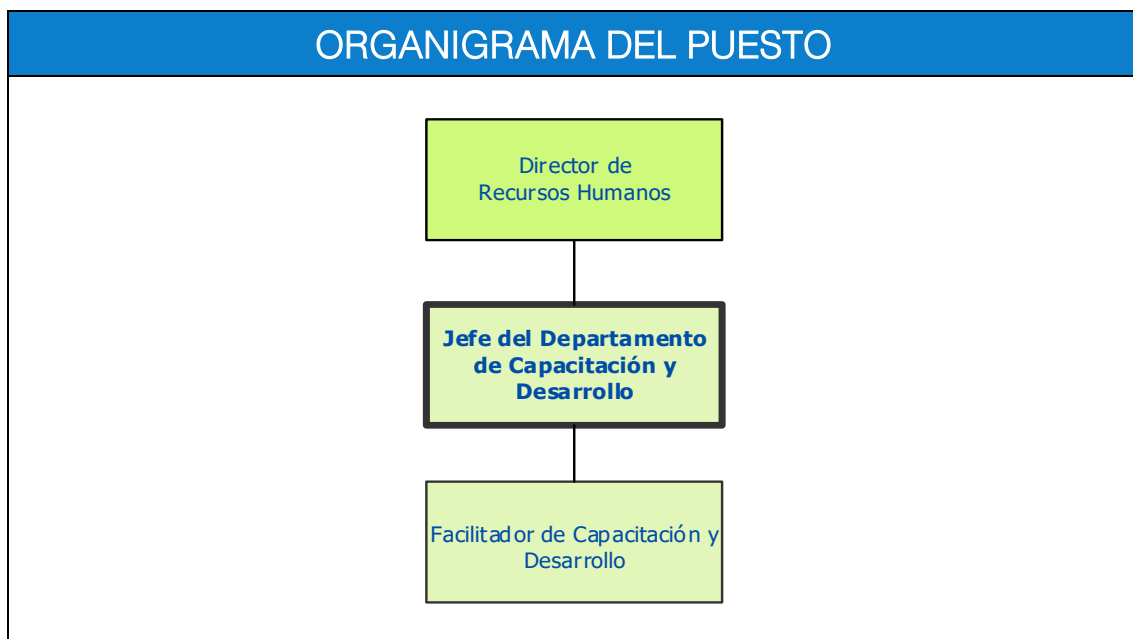 ORGANIGRAMA DEL PUESTO
Director de
Recursos Humanos
Jefe del Departamento
de Capacitación y
Desarrollo
Facilitador de Capacitación y
Desarrollo